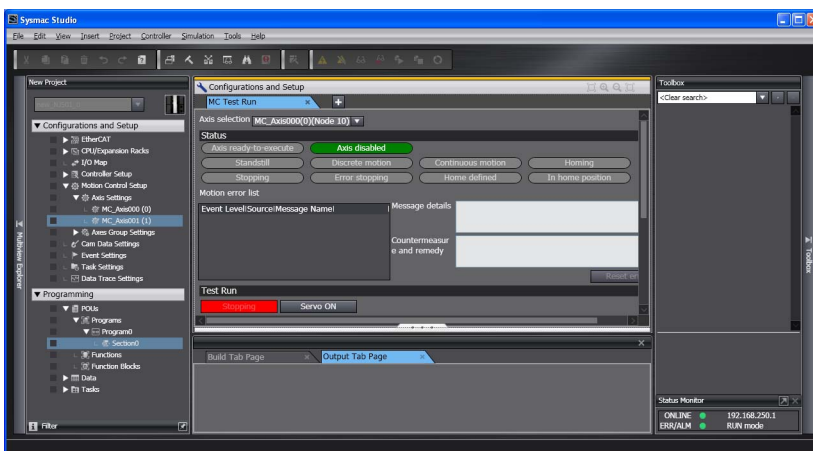 Sysmac Studio
File Edit View Insert Project Controller Simulation Tools Help
New Project
Configurations and Setup
EtherCAT
CPU/Expansion Racks
I/O Map
Controller Setup
Motion Control Setup
Axis Settings
MC_Axis000 (0)
MC_Axis001 (1)
Axes Group Settings
Cam Data Settings
Event Settings
Task Settings
Data Trace Settings
Programming
POUs
Programs
Program0
Section0
Functions
Function Blocks
Data
Tasks
Filter
Multiview Explorer
Configurations and Setup
MC Test Run
Axis selection MC_Axis000(0)(Node 10)
Status
Axis ready-to-execute Axis disabled
Standstill Discrete motion Continuous motion Homing
Stopping Error stopping Home defined In home position
Motion error list
Event Level|Source|Message Name|
Message details
Countermeasur
e and remedy
Test Run
Stopping Servo ON
Build Tab Page Output Tab Page
Toolbox
<Clear search>
Toolbox
Status Monitor
ONLINE 192.168.250.1
ERR/ALM RUN mode